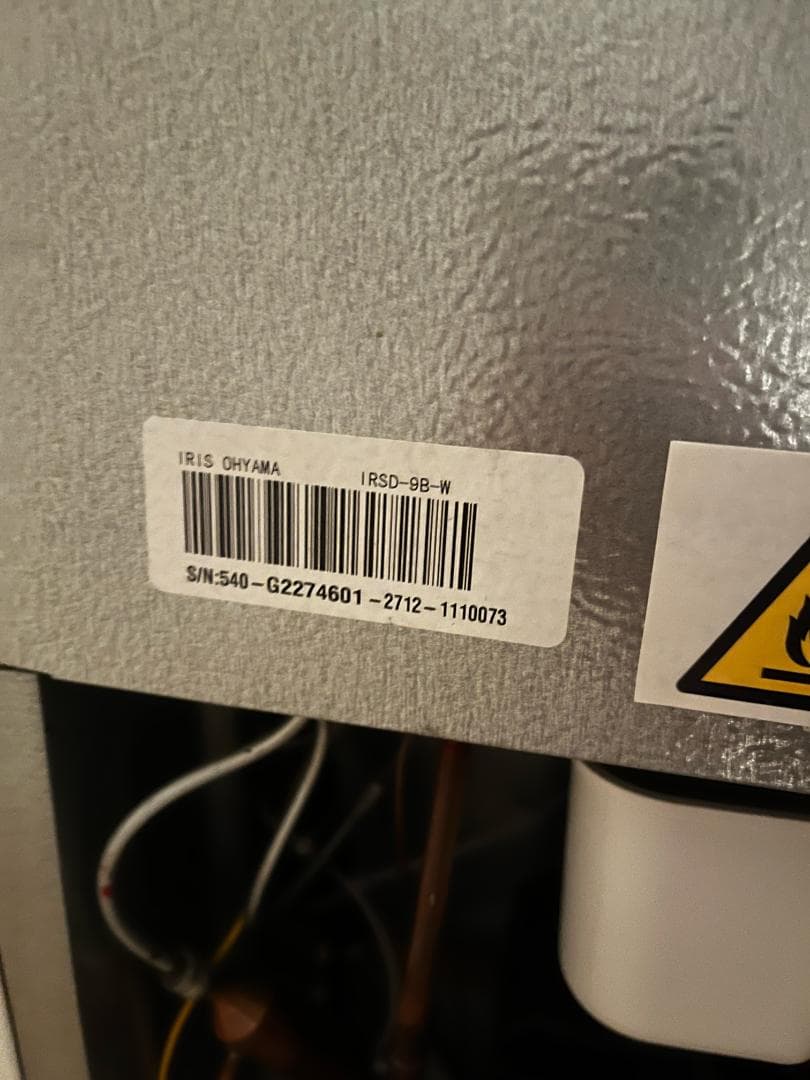 IRIS OHYAMA IRSD-9B-W
S/N:540-G2274601-2712-1110073